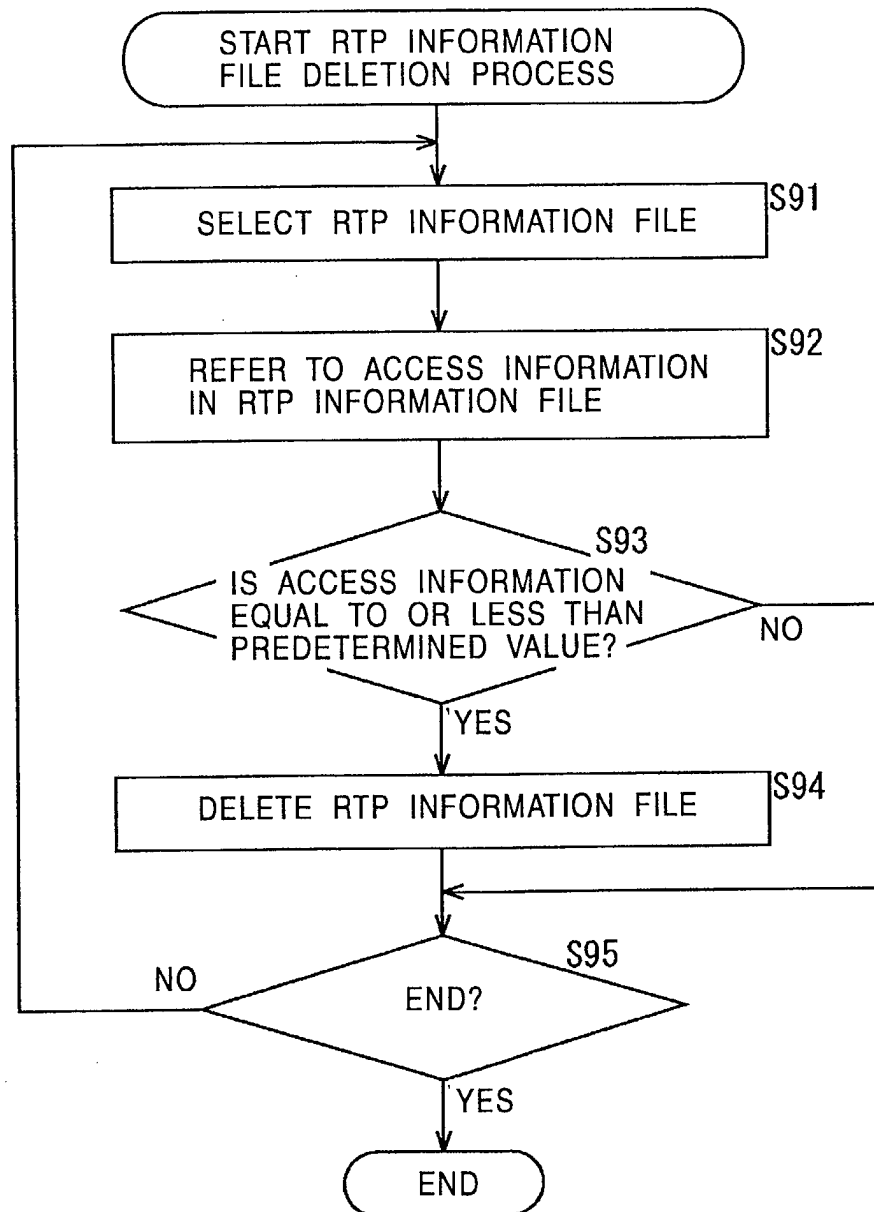 START RTP INFORMATION
FILE DELETION PROCESS
S91
SELECT RTP INFORMATION FILE
S92
REFER TO ACCESS INFORMATION
IN RTP INFORMATION FILE
S93
IS ACCESS INFORMATION
EQUAL TO OR LESS THAN
PREDETERMINED VALUE?
NO
YES
S94
DELETE RTP INFORMATION FILE
S95
NO
END?
YES
END